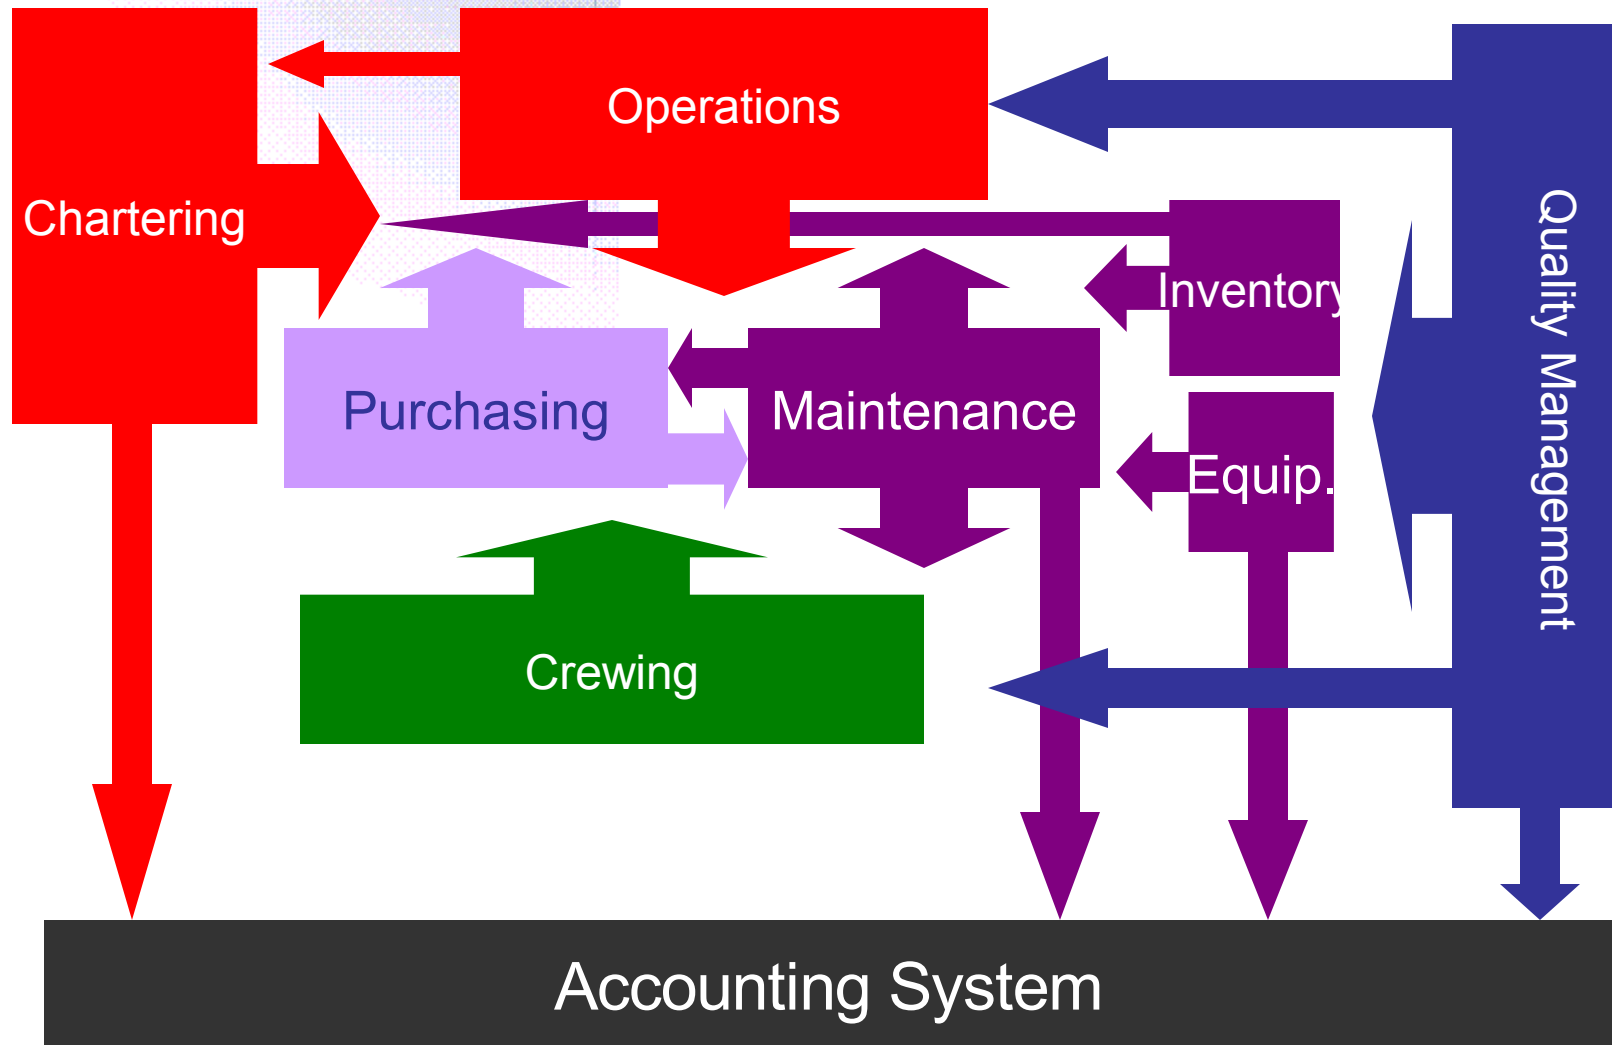 Operations
Chartering
Quality Management
Inventory
Purchasing
Maintenance
Equip.
Crewing
Accounting System